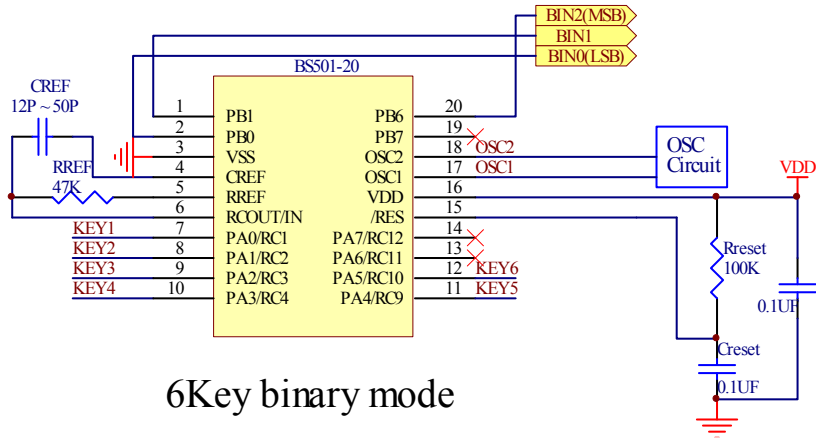 BIN2(MSB)
BIN1
BIN0(LSB)
BS501-20
CREF
12P ~ 50P
1 PB1 PB6 20
2 PB0 PB7 19
3 VSS OSC2 18 OSC2
4 CREF OSC1 17 OSC1
OSC
Circuit
VDD
RREF
47K
5 RREF VDD 16
6 RCOUT/IN /RES 15
KEY1 7 PA0/RC1 PA7/RC12 14
KEY2 8 PA1/RC2 PA6/RC11 13
KEY3 9 PA2/RC3 PA5/RC10 12 KEY6
KEY4 10 PA3/RC4 PA4/RC9 11 KEY5
Rreset
100K
0.1UF
Creset
0.1UF
6Key binary mode